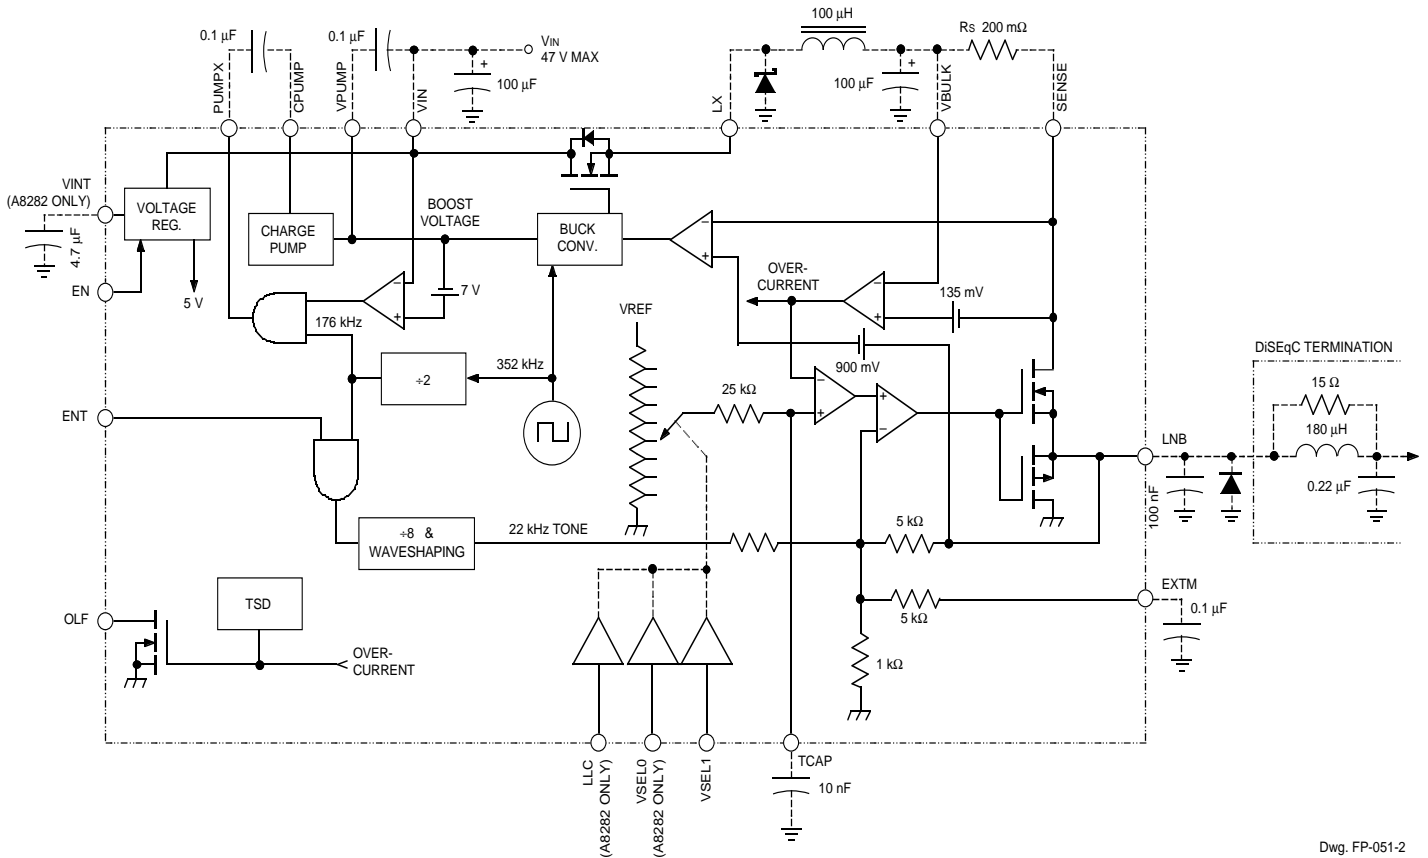 100 µH
RS 200 mΩ
0.1 µF
0.1 µF
VIN
47 V MAX
100 µF
100 µF
PUMPX
CPUMP
VPUMP
VIN
LX
VBULK
SENSE
VINT
(A8282 ONLY)
VOLTAGE
REG.
BOOST
VOLTAGE
CHARGE
PUMP
BUCK
CONV.
4.7 µF
EN
5 V
7 V
OVER-
CURRENT
135 mV
176 kHz
VREF
900 mV
DiSEqC TERMINATION
÷2
352 kHz
25 kΩ
15 Ω
180 µH
ENT
LNB
0.22 µF
100 nF
÷8 &
WAVESHAPING
22 kHz TONE
5 kΩ
EXTM
0.1 µF
5 kΩ
TSD
OLF
OVER-
CURRENT
1 kΩ
LLC
(A8282 ONLY)
VSEL0
(A8282 ONLY)
VSEL1
TCAP
10 nF
Dwg. FP-051-2
− + − + − + − + + − + +